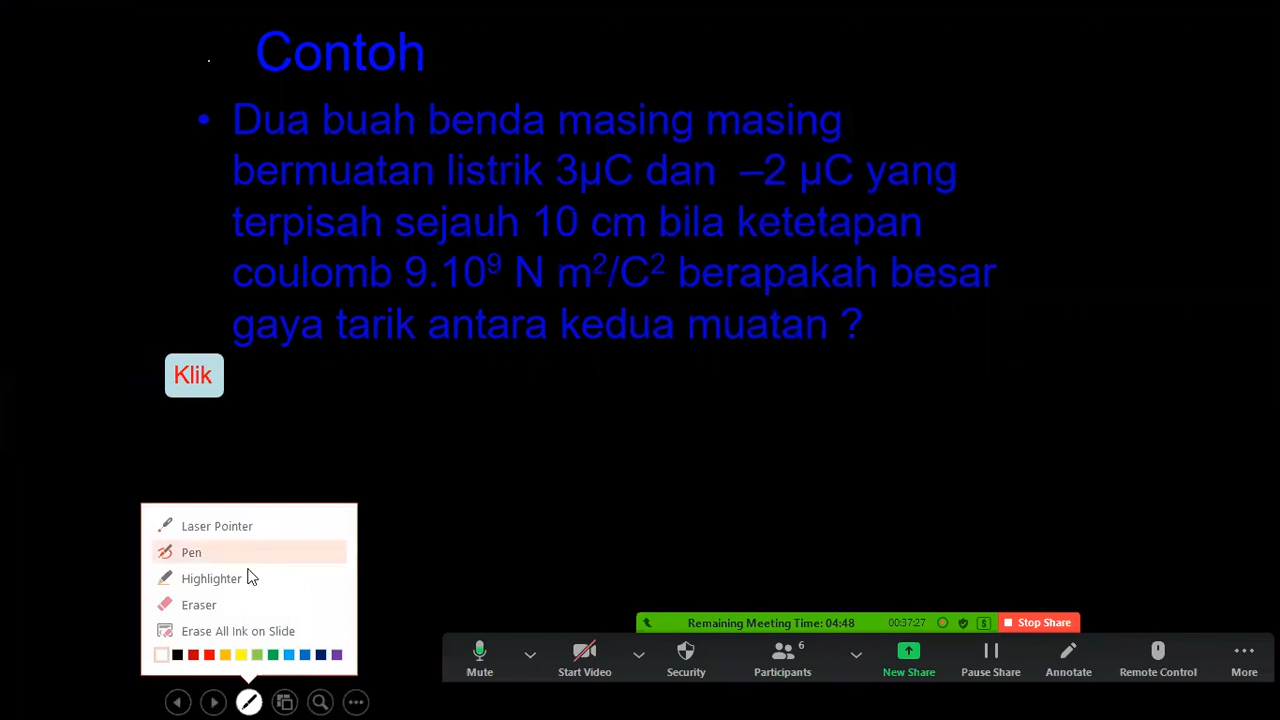 Contoh
• Dua buah benda masing masing
bermuatan listrik 3µC dan –2 µC yang
terpisah sejauh 10 cm bila ketetapan
coulomb 9.10⁹ N m²/C² berapakah besar
gaya tarik antara kedua muatan ?
Klik
Laser Pointer
Pen
Highlighter
Eraser
Erase All Ink on Slide
Remaining Meeting Time: 04:48 00:37:27 Stop Share
6
Mute Start Video Security Participants New Share Pause Share Annotate Remote Control More